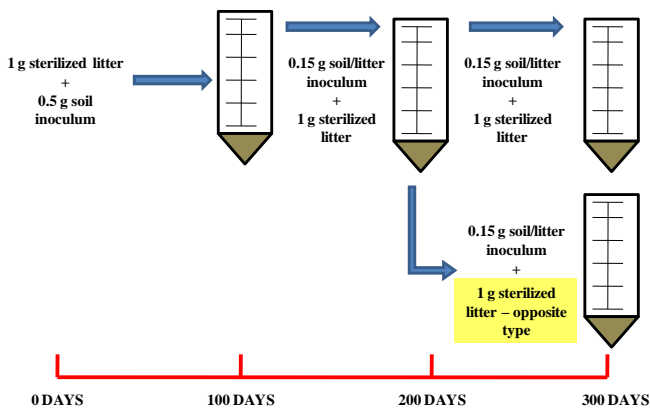 1 g sterilized litter
+
0.5 g soil
inoculum
0.15 g soil/litter
inoculum
+
1 g sterilized
litter
0.15 g soil/litter
inoculum
+
1 g sterilized
litter
0.15 g soil/litter
inoculum
+
1 g sterilized
litter – opposite
type
0 DAYS
100 DAYS
200 DAYS
300 DAYS